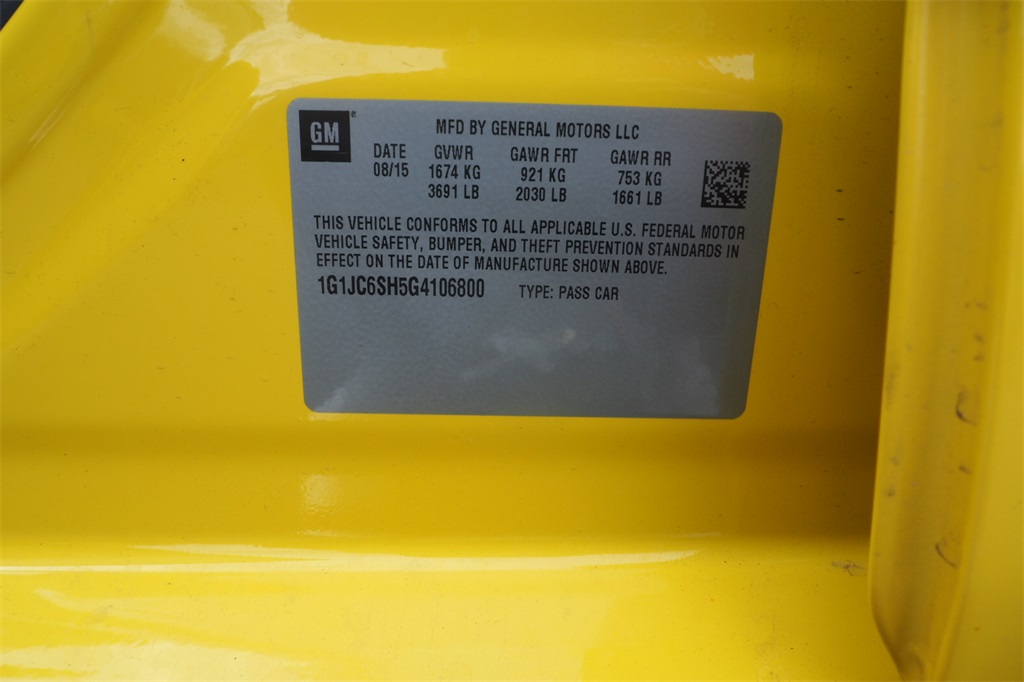 GM®
MFD BY GENERAL MOTORS LLC
DATE GVWR GAWR FRT GAWR RR
08/15 1674 KG 921 KG 753 KG
3691 LB 2030 LB 1661 LB
THIS VEHICLE CONFORMS TO ALL APPLICABLE U.S. FEDERAL MOTOR
VEHICLE SAFETY, BUMPER, AND THEFT PREVENTION STANDARDS IN
EFFECT ON THE DATE OF MANUFACTURE SHOWN ABOVE.
1G1JC6SH5G4106800 TYPE: PASS CAR